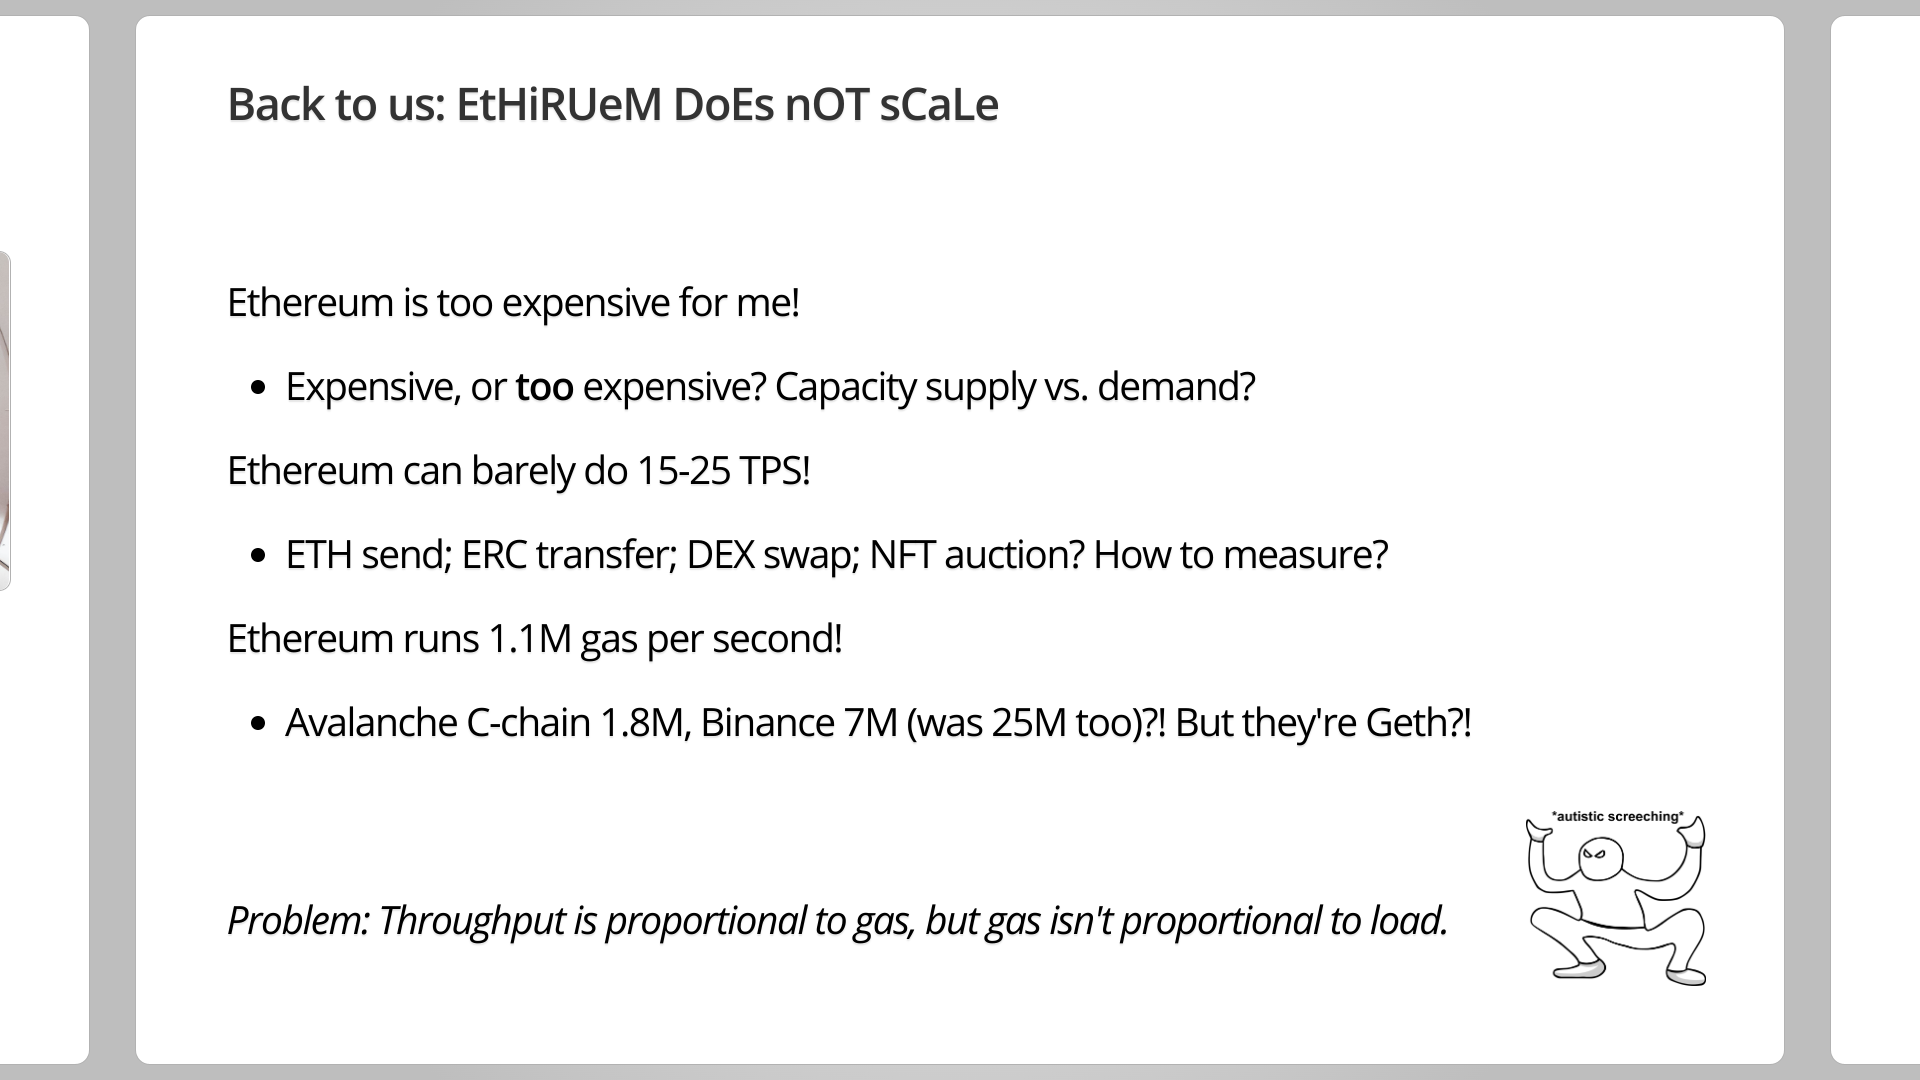 Back to us: EtHiRUeM DoEs nOT sCaLe
Ethereum is too expensive for me!
• Expensive, or too expensive? Capacity supply vs. demand?
Ethereum can barely do 15-25 TPS!
• ETH send; ERC transfer; DEX swap; NFT auction? How to measure?
Ethereum runs 1.1M gas per second!
• Avalanche C-chain 1.8M, Binance 7M (was 25M too)?! But they're Geth?!
*autistic screeching*
Problem: Throughput is proportional to gas, but gas isn't proportional to load.